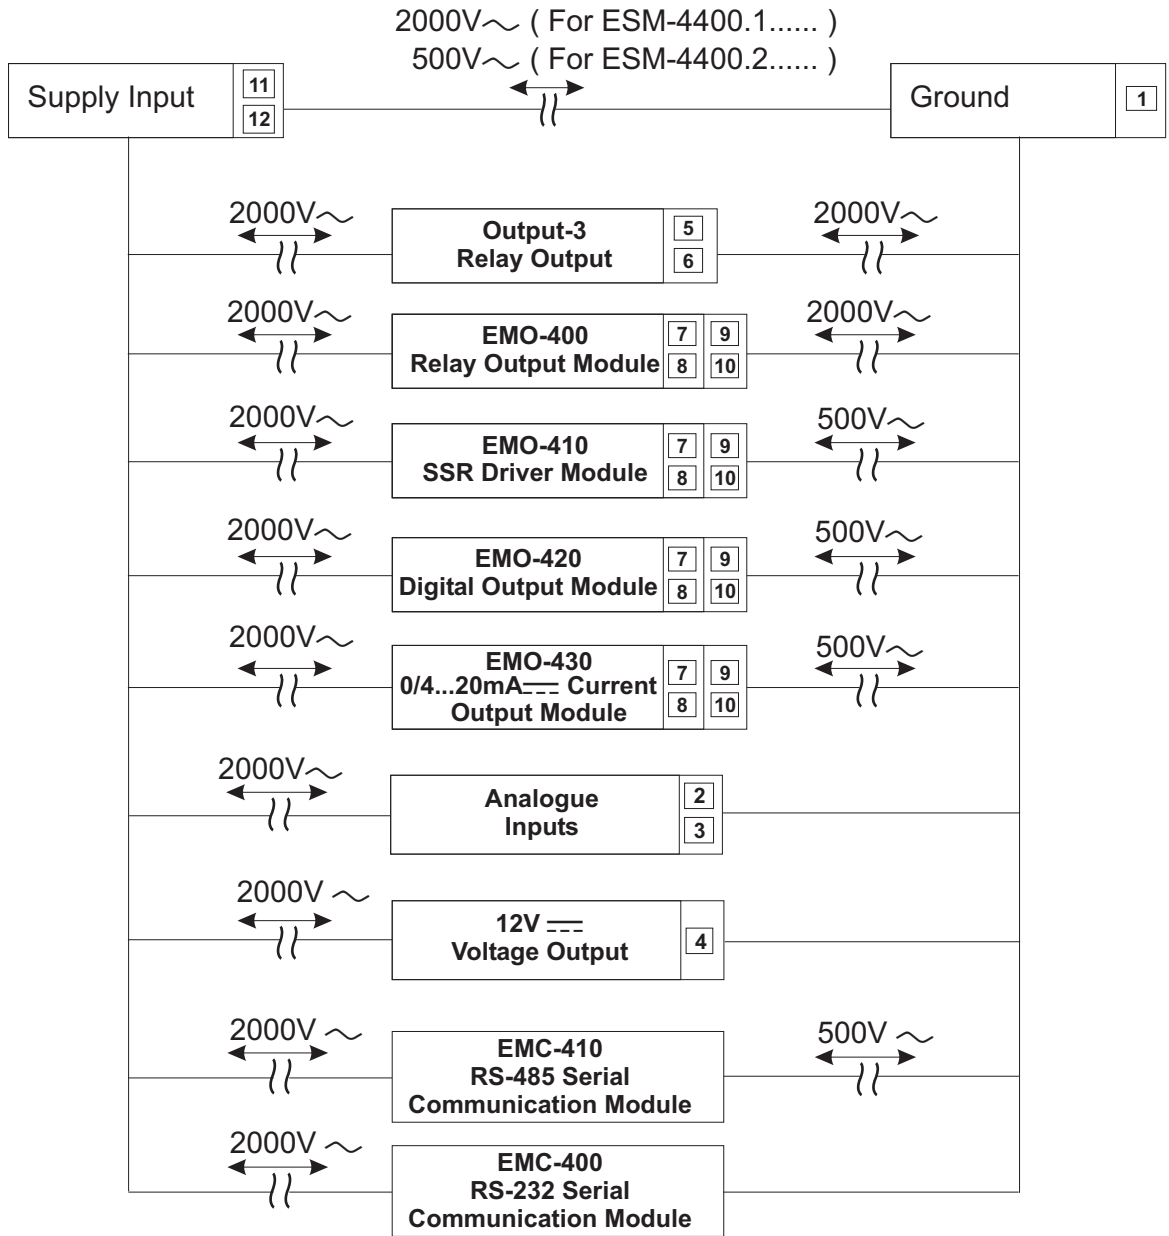 2000V～ ( For ESM-4400.1...... )
500V～ ( For ESM-4400.2...... )
Supply Input 11 12
Ground 1
2000V～
Output-3
Relay Output
5
6
2000V～
2000V～
EMO-400
Relay Output Module
7 9
8 10
2000V～
2000V～
EMO-410
SSR Driver Module
7 9
8 10
500V～
2000V～
EMO-420
Digital Output Module
7 9
8 10
500V～
2000V～
EMO-430
0/4...20mA⎓ Current
Output Module
7 9
8 10
500V～
2000V～
Analogue
Inputs
2
3
2000V ～
12V ⎓
Voltage Output
4
2000V ～
EMC-410
RS-485 Serial
Communication Module
500V ～
2000V ～
EMC-400
RS-232 Serial
Communication Module